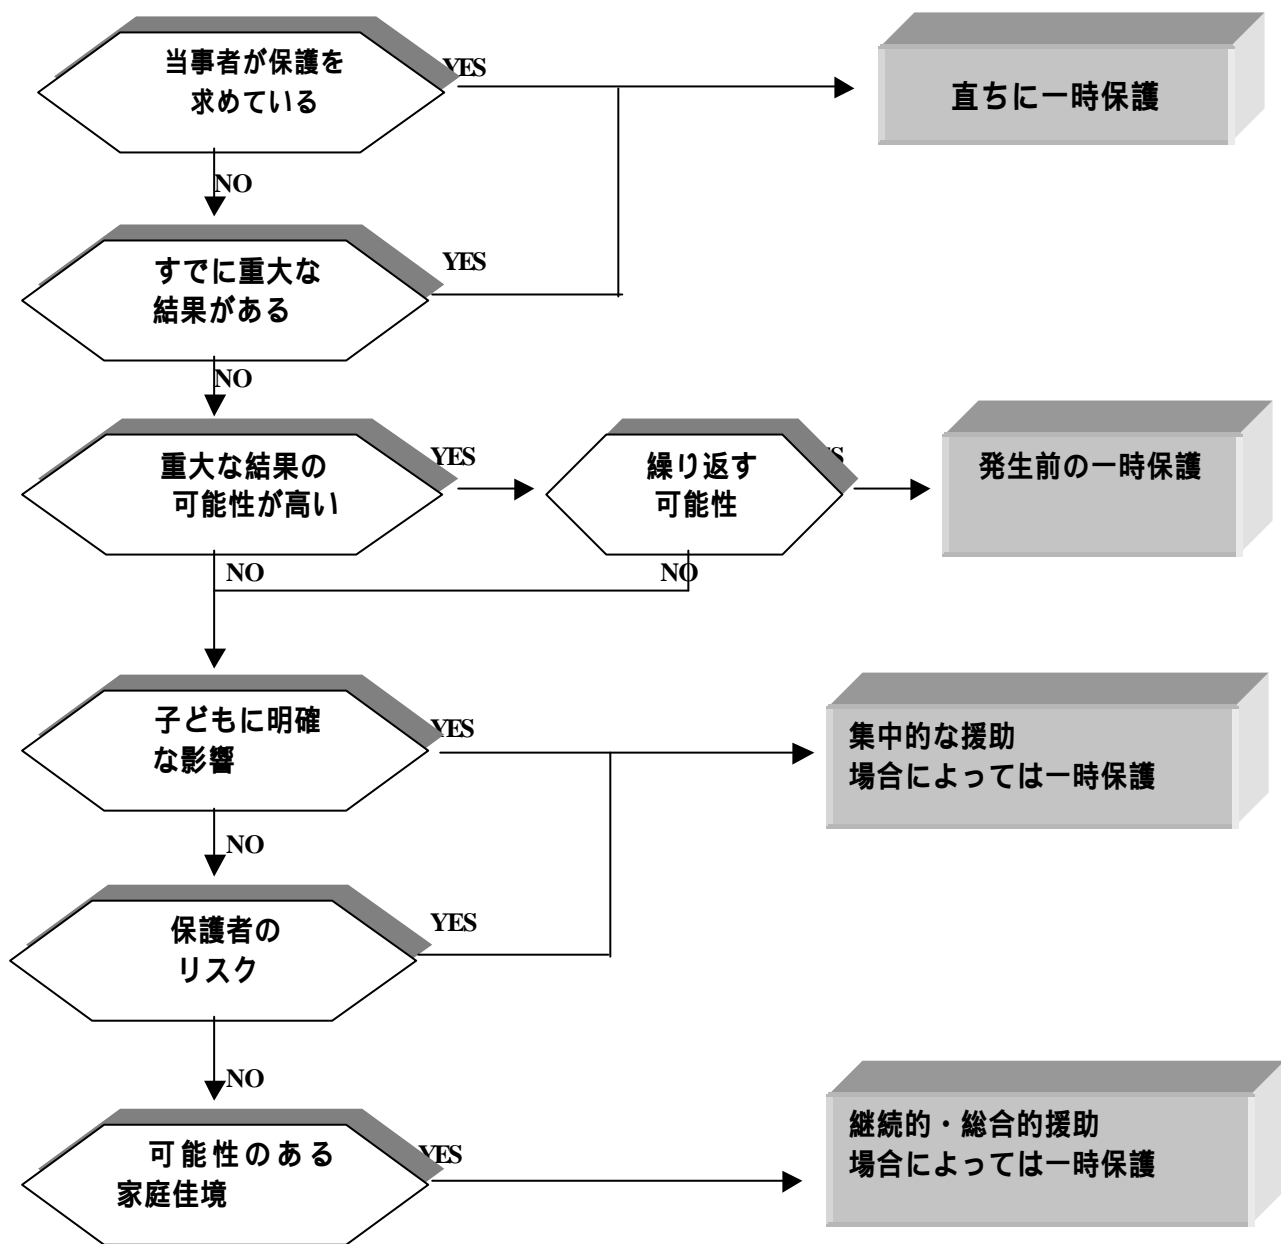 当事者が保護を
求めている
YES
直ちに一時保護
NO
すでに重大な
結果がある
YES
NO
重大な結果の
可能性が高い
YES
繰り返す
可能性
発生前の一時保護
NO
NO
子どもに明確
な影響
YES
集中的な援助
場合によっては一時保護
NO
保護者の
リスク
YES
NO
可能性のある
家庭佳境
YES
継続的・総合的援助
場合によっては一時保護